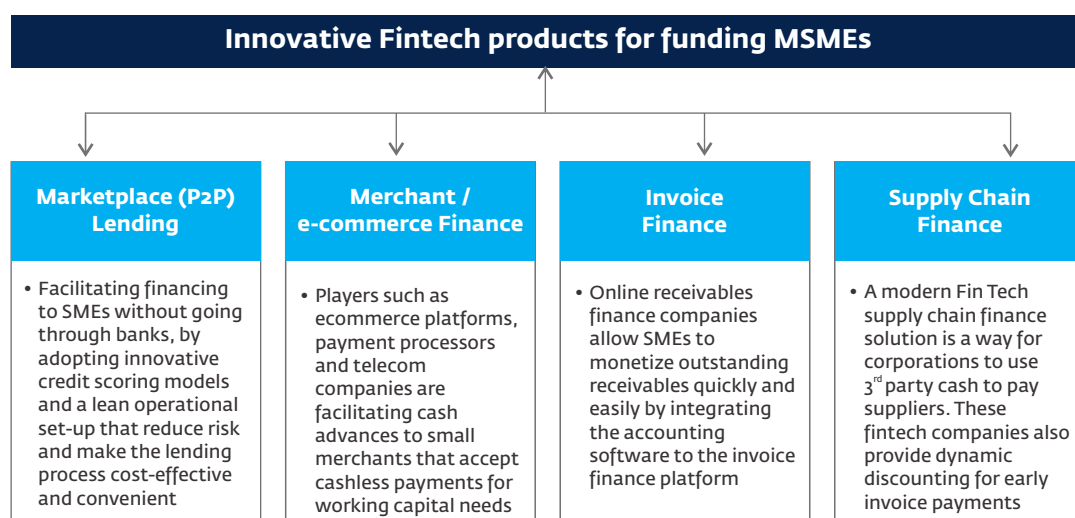 Innovative Fintech products for funding MSMEs
Marketplace (P2P)
Lending
• Facilitating financing
to SMEs without going
through banks, by
adopting innovative
credit scoring models
and a lean operational
set-up that reduce risk
and make the lending
process cost-effective
and convenient
Merchant /
e-commerce Finance
• Players such as
ecommerce platforms,
payment processors
and telecom
companies are
facilitating cash
advances to small
merchants that accept
cashless payments for
working capital needs
Invoice
Finance
• Online receivables
finance companies
allow SMEs to
monetize outstanding
receivables quickly and
easily by integrating
the accounting
software to the invoice
finance platform
Supply Chain
Finance
• A modern Fin Tech
supply chain finance
solution is a way for
corporations to use
3rd party cash to pay
suppliers. These
fintech companies also
provide dynamic
discounting for early
invoice payments